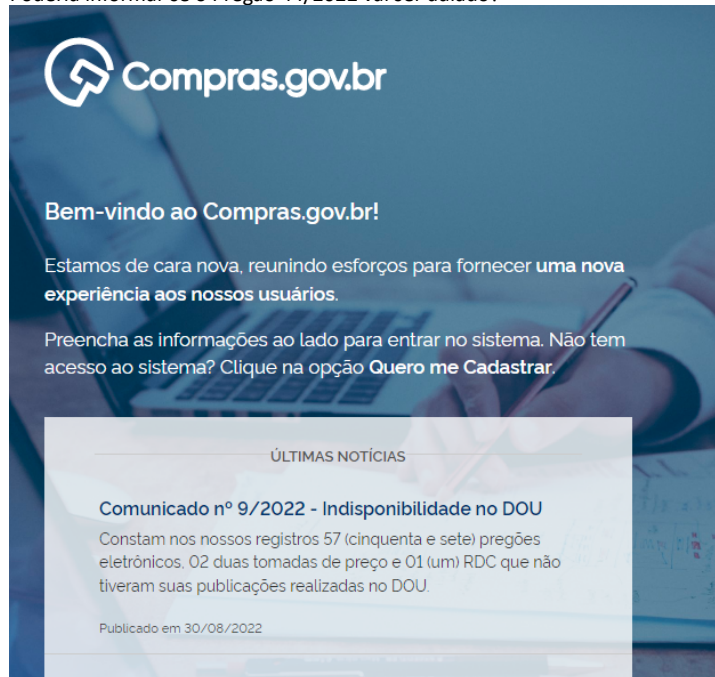 Compras.gov.br
Bem-vindo ao Compras.gov.br!
Estamos de cara nova, reunindo esforços para fornecer uma nova
experiência aos nossos usuários.
Preencha as informações ao lado para entrar no sistema. Não tem
acesso ao sistema? Clique na opção Quero me Cadastrar.
ÚLTIMAS NOTÍCIAS
Comunicado nº 9/2022 - Indisponibilidade no DOU
Constam nos nossos registros 57 (cinquenta e sete) pregões
eletrônicos, 02 duas tomadas de preço e 01 (um) RDC que não
tiveram suas publicações realizadas no DOU.
Publicado em 30/08/2022